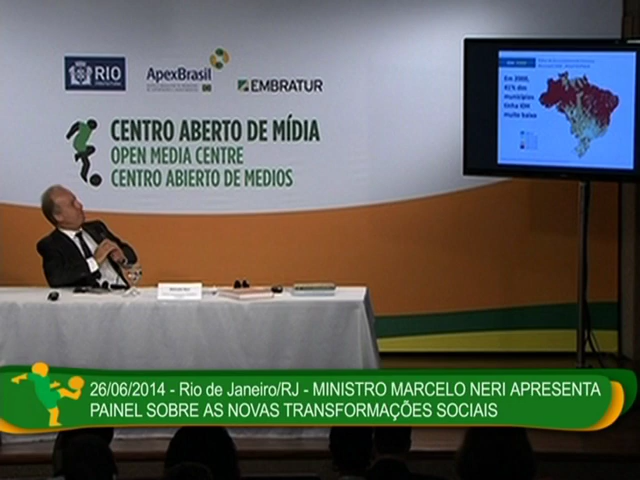 RIO
PREFEITURA
ApexBrasil
EMBRATUR
CENTRO ABERTO DE MÍDIA
OPEN MEDIA CENTRE
CENTRO ABIERTO DE MEDIOS
Em 2000,
41% dos
Municípios
tinha IDM
Muito baixo
26/06/2014 - Rio de Janeiro/RJ - MINISTRO MARCELO NERI APRESENTA
PAINEL SOBRE AS NOVAS TRANSFORMAÇÕES SOCIAIS